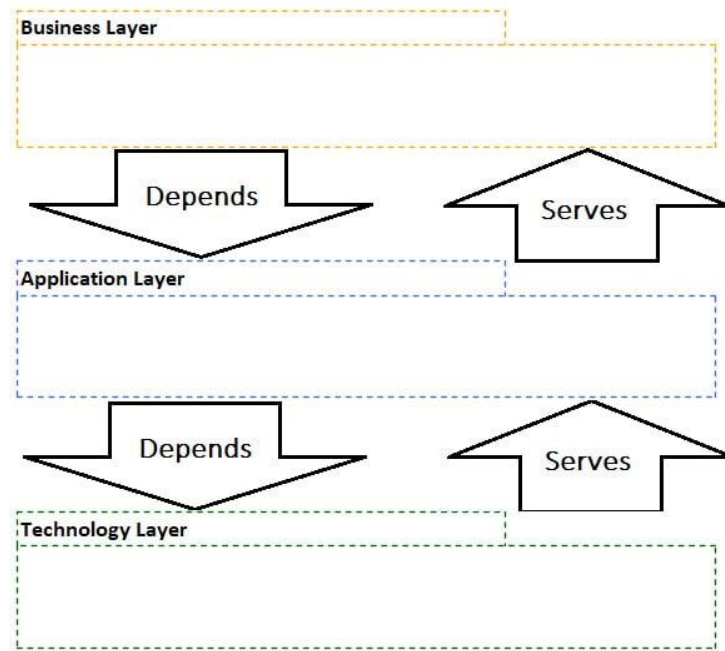 Business Layer
Depends
Serves
Application Layer
Depends
Serves
Technology Layer